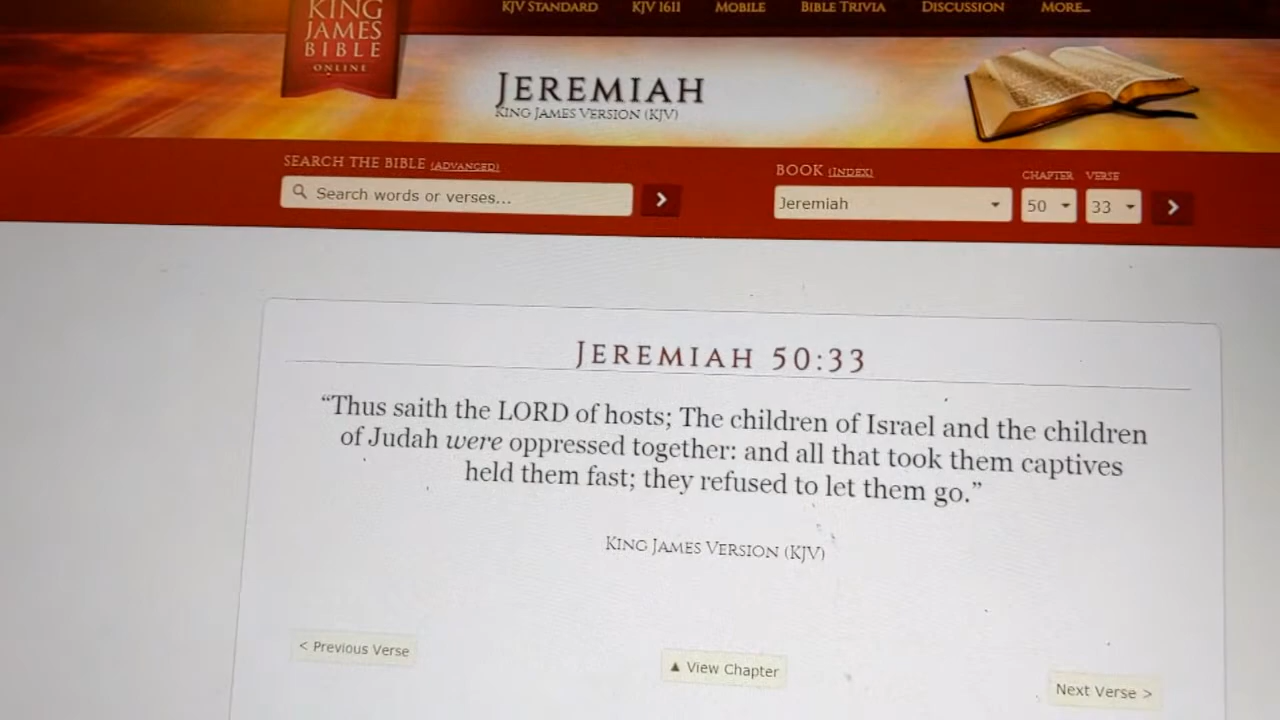 KING
JAMES
BIBLE
ONLINE
KJV STANDARD KJV 1611 MOBILE BIBLE TRIVIA DISCUSSION MORE...
JEREMIAH
KING JAMES VERSION (KJV)
SEARCH THE BIBLE (ADVANCED)
BOOK (INDEX) CHAPTER VERSE
Search words or verses...
Jeremiah 50 33
JEREMIAH 50:33
“Thus saith the LORD of hosts; The children of Israel and the children
of Judah were oppressed together: and all that took them captives
held them fast; they refused to let them go.”
KING JAMES VERSION (KJV)
< Previous Verse
▲ View Chapter
Next Verse >